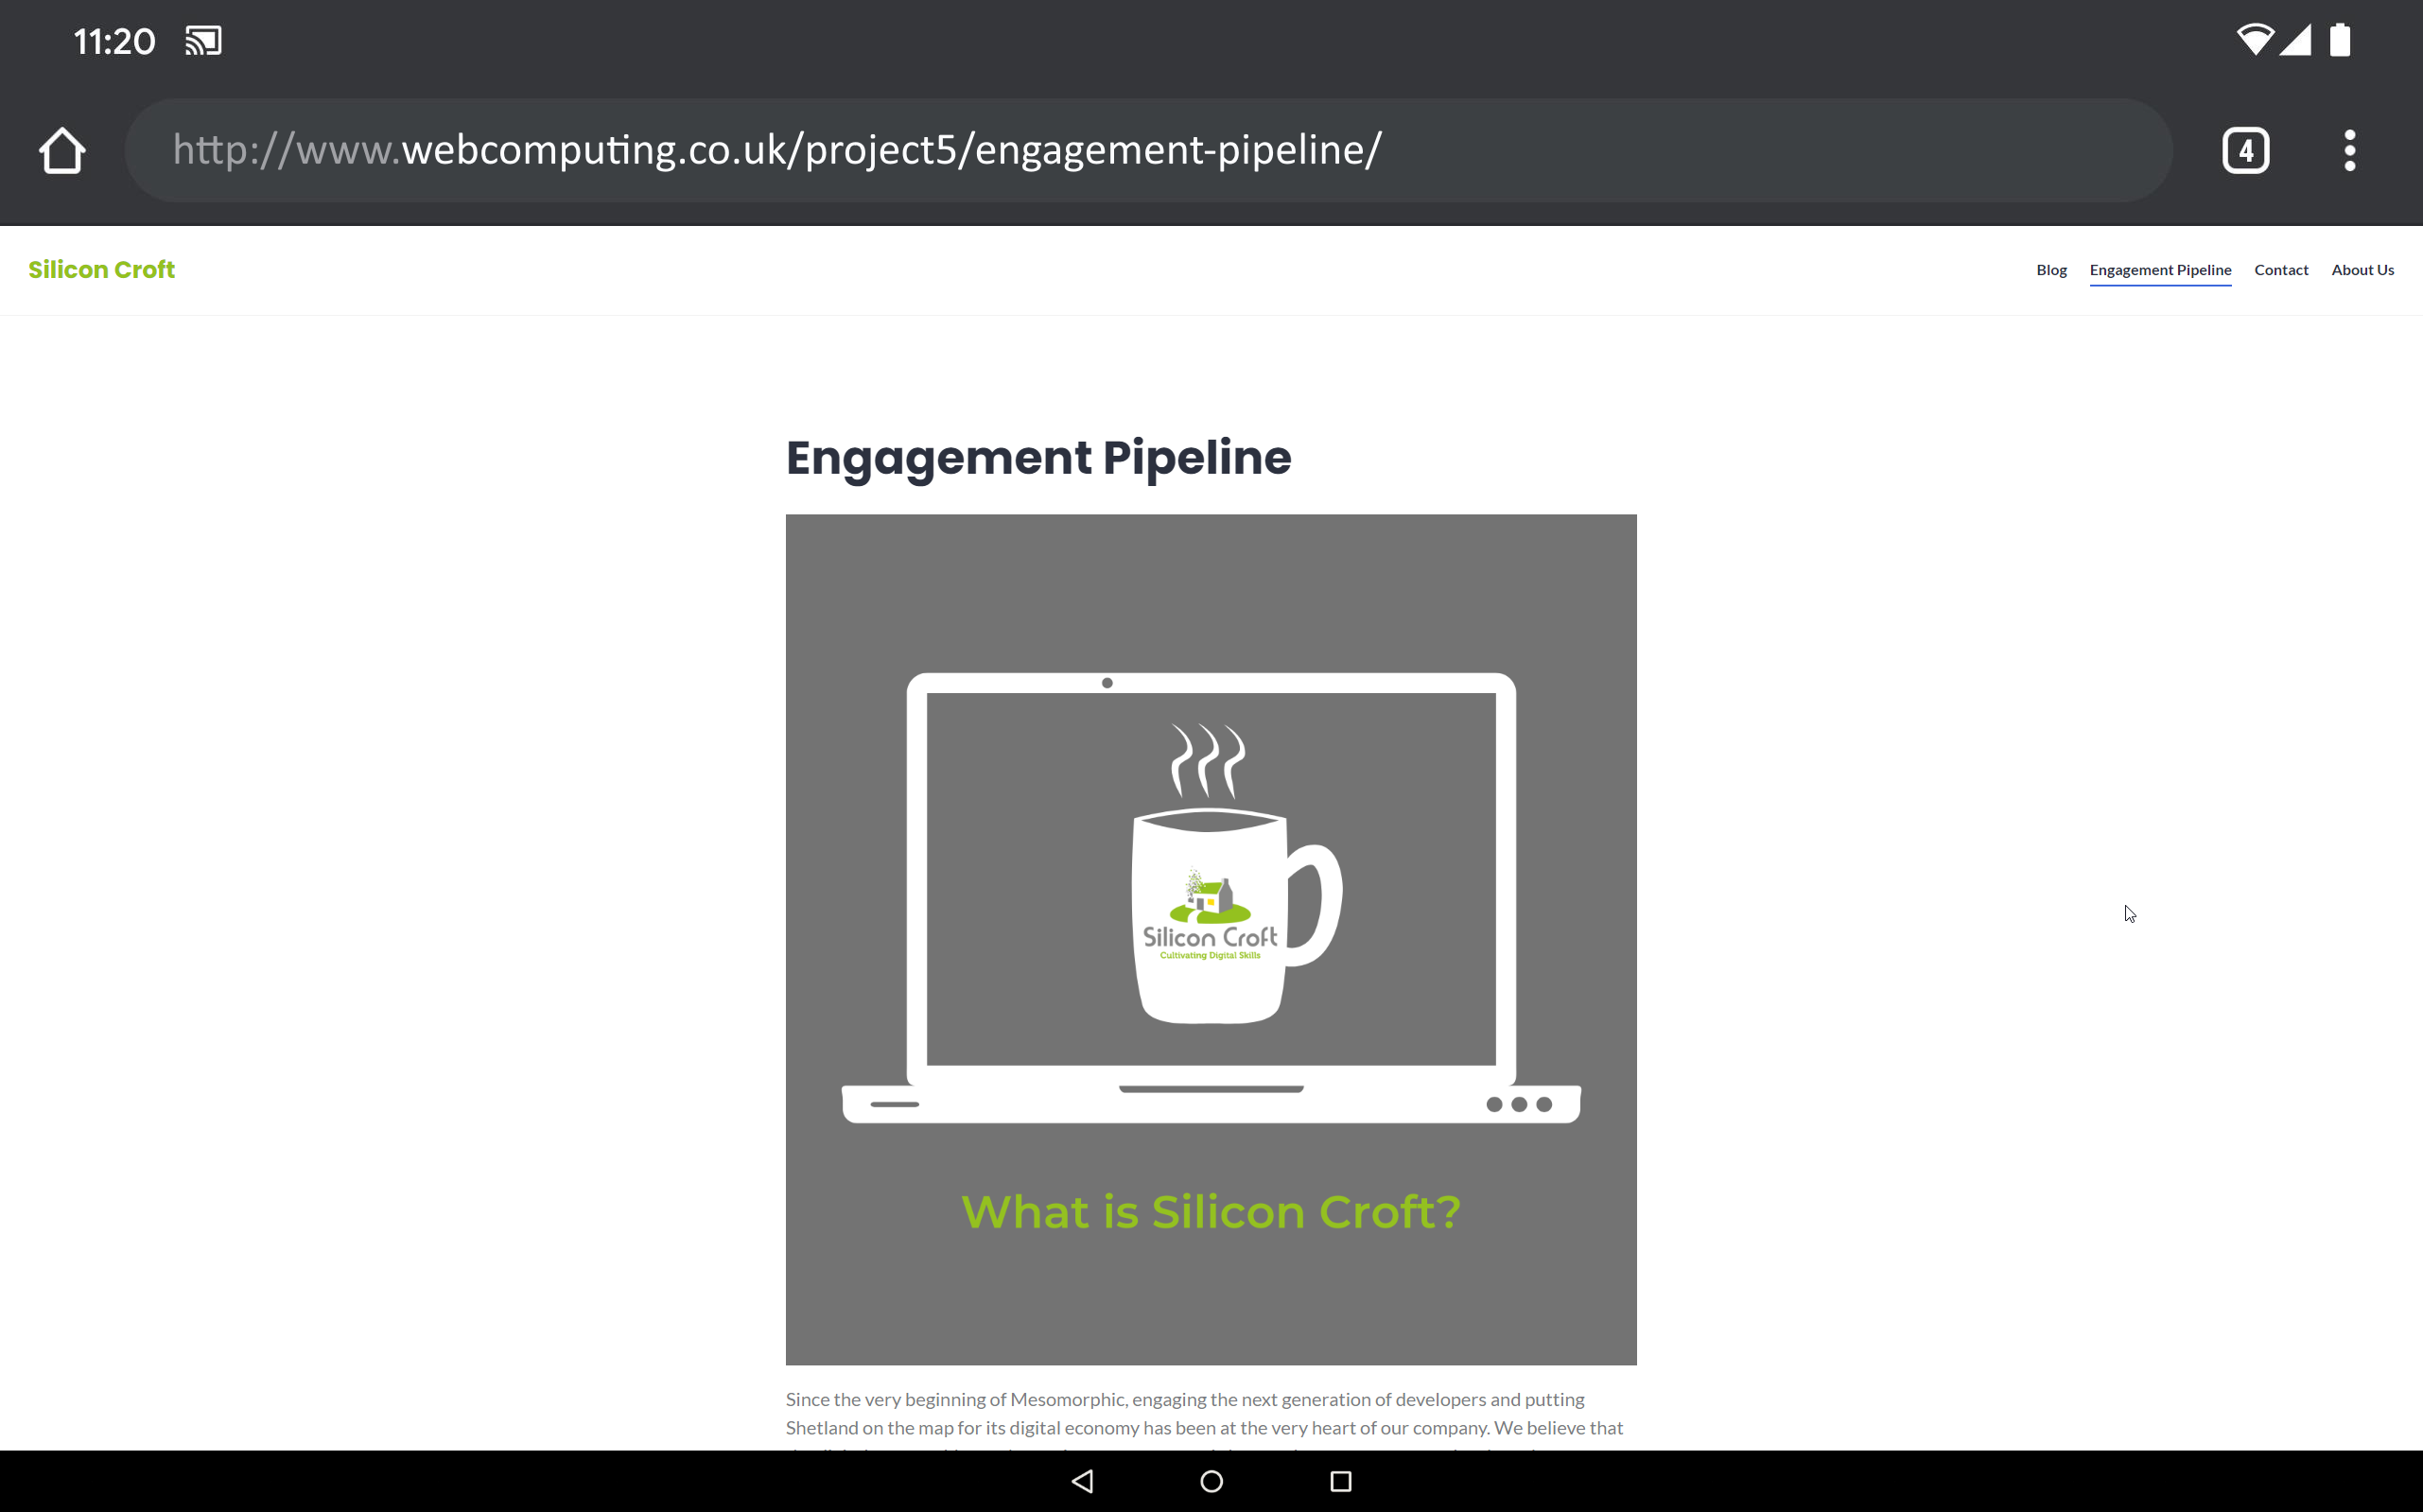 11:20
http://www.webcomputing.co.uk/project5/engagement-pipeline/
4
Silicon Croft
Blog
Engagement Pipeline
Contact
About Us
Engagement Pipeline
Silicon Croft
Cultivating Digital Skills
What is Silicon Croft?
Since the very beginning of Mesomorphic, engaging the next generation of developers and putting
Shetland on the map for its digital economy has been at the very heart of our company. We believe that